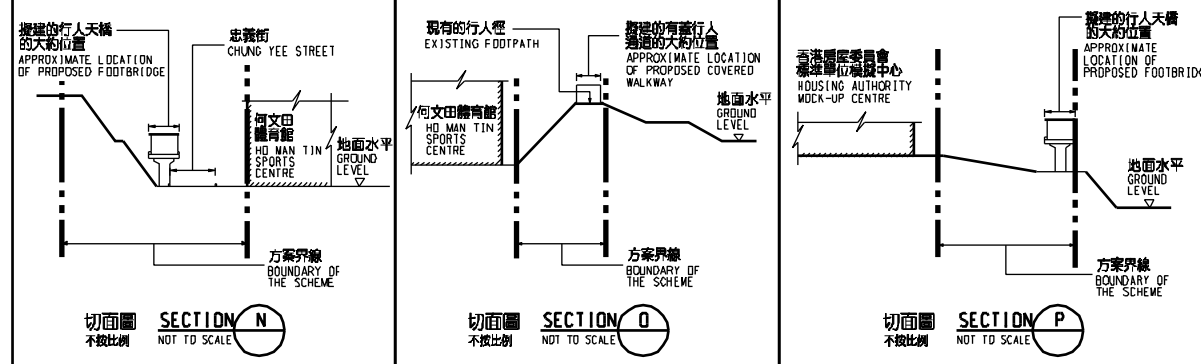 擬建的行人天橋
的大約位置
APPROXIMATE LOCATION
OF PROPOSED FOOTBRIDGE
忠義街
CHUNG YEE STREET
何文田
體育館
HO MAN TIN
SPORTS
CENTRE
地面水平
GROUND
LEVEL
方案界線
BOUNDARY OF
THE SCHEME
切面圖
不按比例
SECTION N
NOT TO SCALE
現有的行人徑
EXISTING FOOTPATH
擬建的有蓋行人
通道的大約位置
APPROXIMATE LOCATION
OF PROPOSED COVERED
WALKWAY
何文田體育館
HO MAN TIN
SPORTS
CENTRE
地面水平
GROUND
LEVEL
方案界線
BOUNDARY OF
THE SCHEME
切面圖
不按比例
SECTION O
NOT TO SCALE
香港房屋委員會
標準單位模擬中心
HOUSING AUTHORITY
MOCK-UP CENTRE
擬建的行人天橋
的大約位置
APPROXIMATE
LOCATION OF
PROPOSED FOOTBRIDG
地面水平
GROUND
LEVEL
方案界線
BOUNDARY OF
THE SCHEME
切面圖
不按比例
SECTION P
NOT TO SCALE